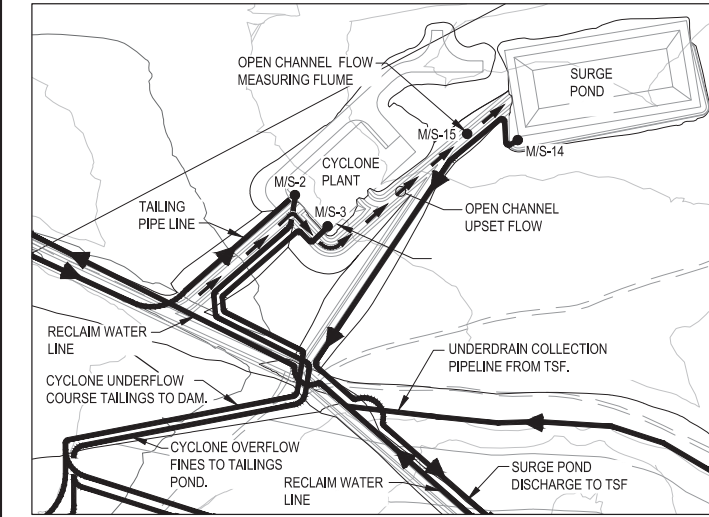 OPEN CHANNEL FLOW
MEASURING FLUME
SURGE
POND
M/S-15
M/S-14
CYCLONE
PLANT
M/S-2
M/S-3
TAILING
PIPE LINE
OPEN CHANNEL
UPSET FLOW
RECLAIM WATER
LINE
UNDERDRAIN COLLECTION
PIPELINE FROM TSF.
CYCLONE UNDERFLOW
COURSE TAILINGS TO DAM.
CYCLONE OVERFLOW
FINES TO TAILINGS
POND.
RECLAIM WATER
LINE
SURGE POND
DISCHARGE TO TSF